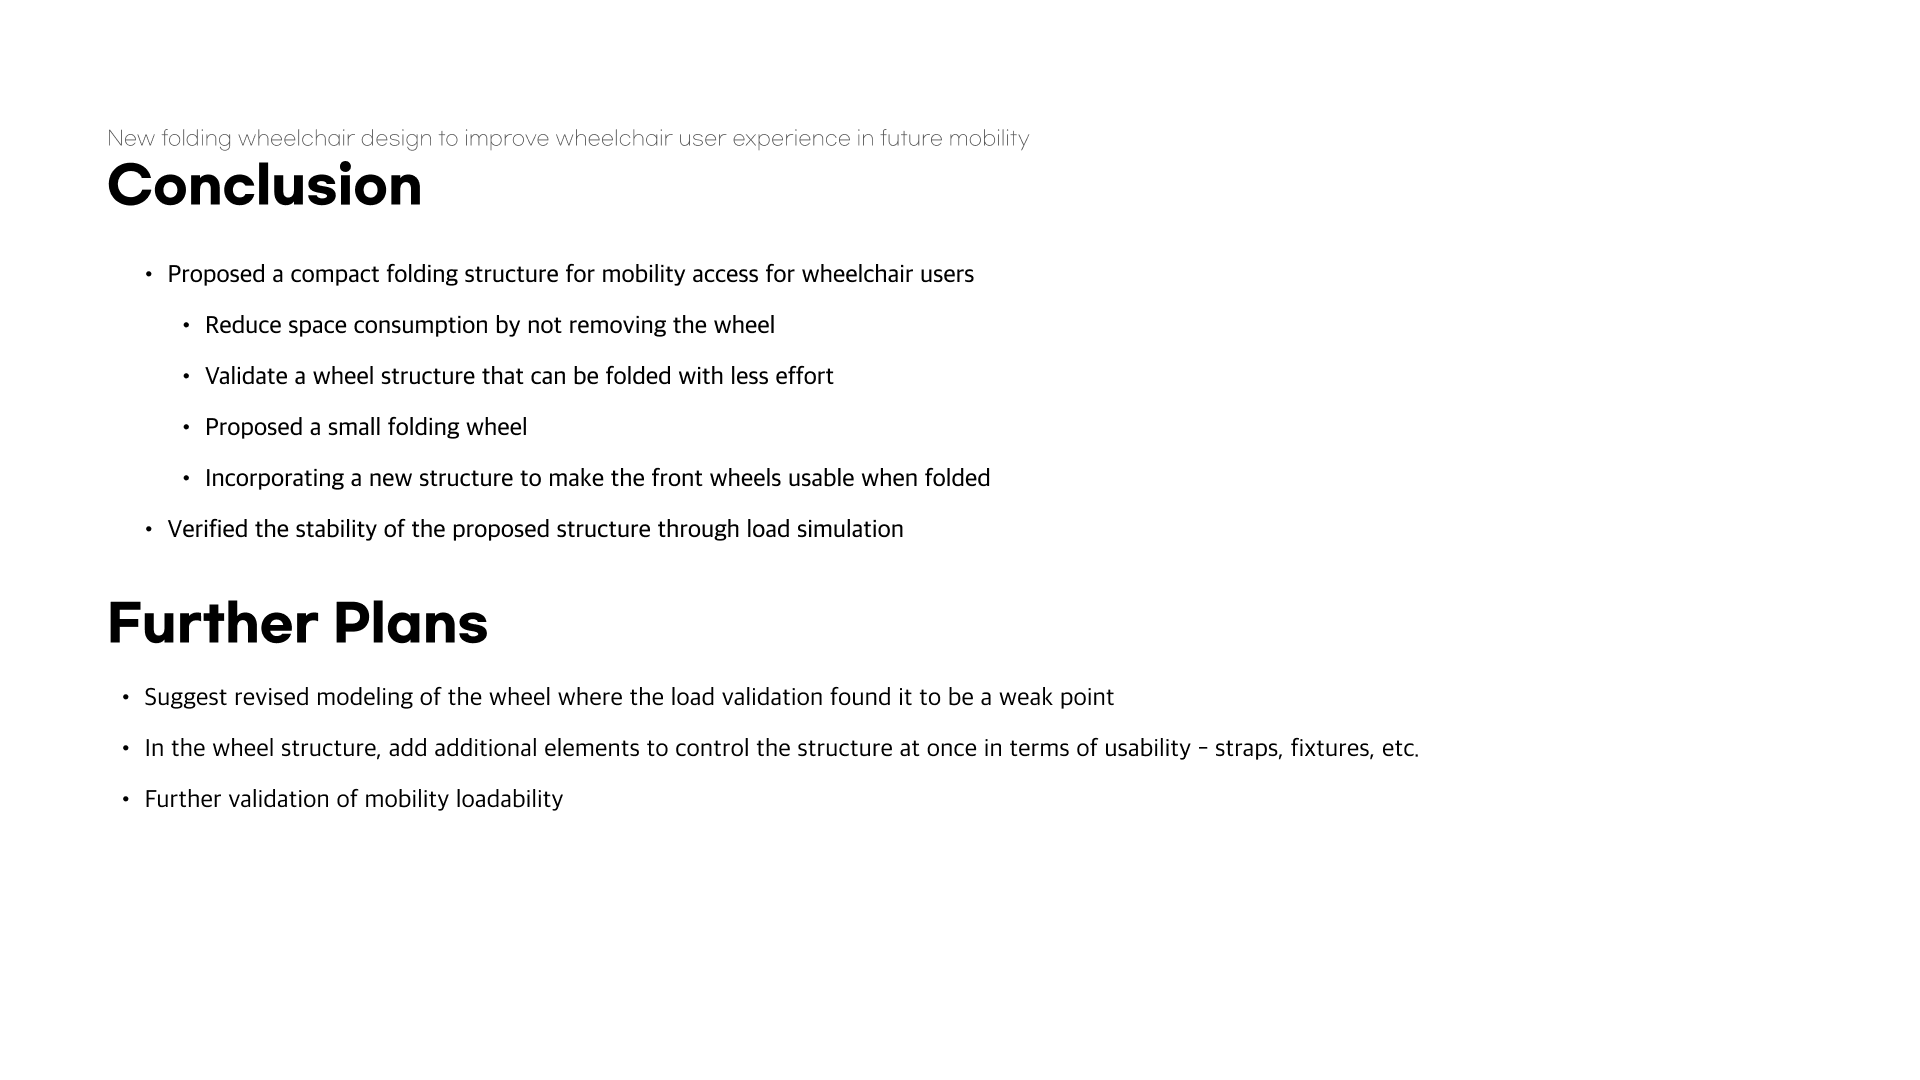 New folding wheelchair design to improve wheelchair user experience in future mobility
Conclusion
• Proposed a compact folding structure for mobility access for wheelchair users
• Reduce space consumption by not removing the wheel
• Validate a wheel structure that can be folded with less effort
• Proposed a small folding wheel
• Incorporating a new structure to make the front wheels usable when folded
• Verified the stability of the proposed structure through load simulation
Further Plans
• Suggest revised modeling of the wheel where the load validation found it to be a weak point
• In the wheel structure, add additional elements to control the structure at once in terms of usability – straps, fixtures, etc.
• Further validation of mobility loadability